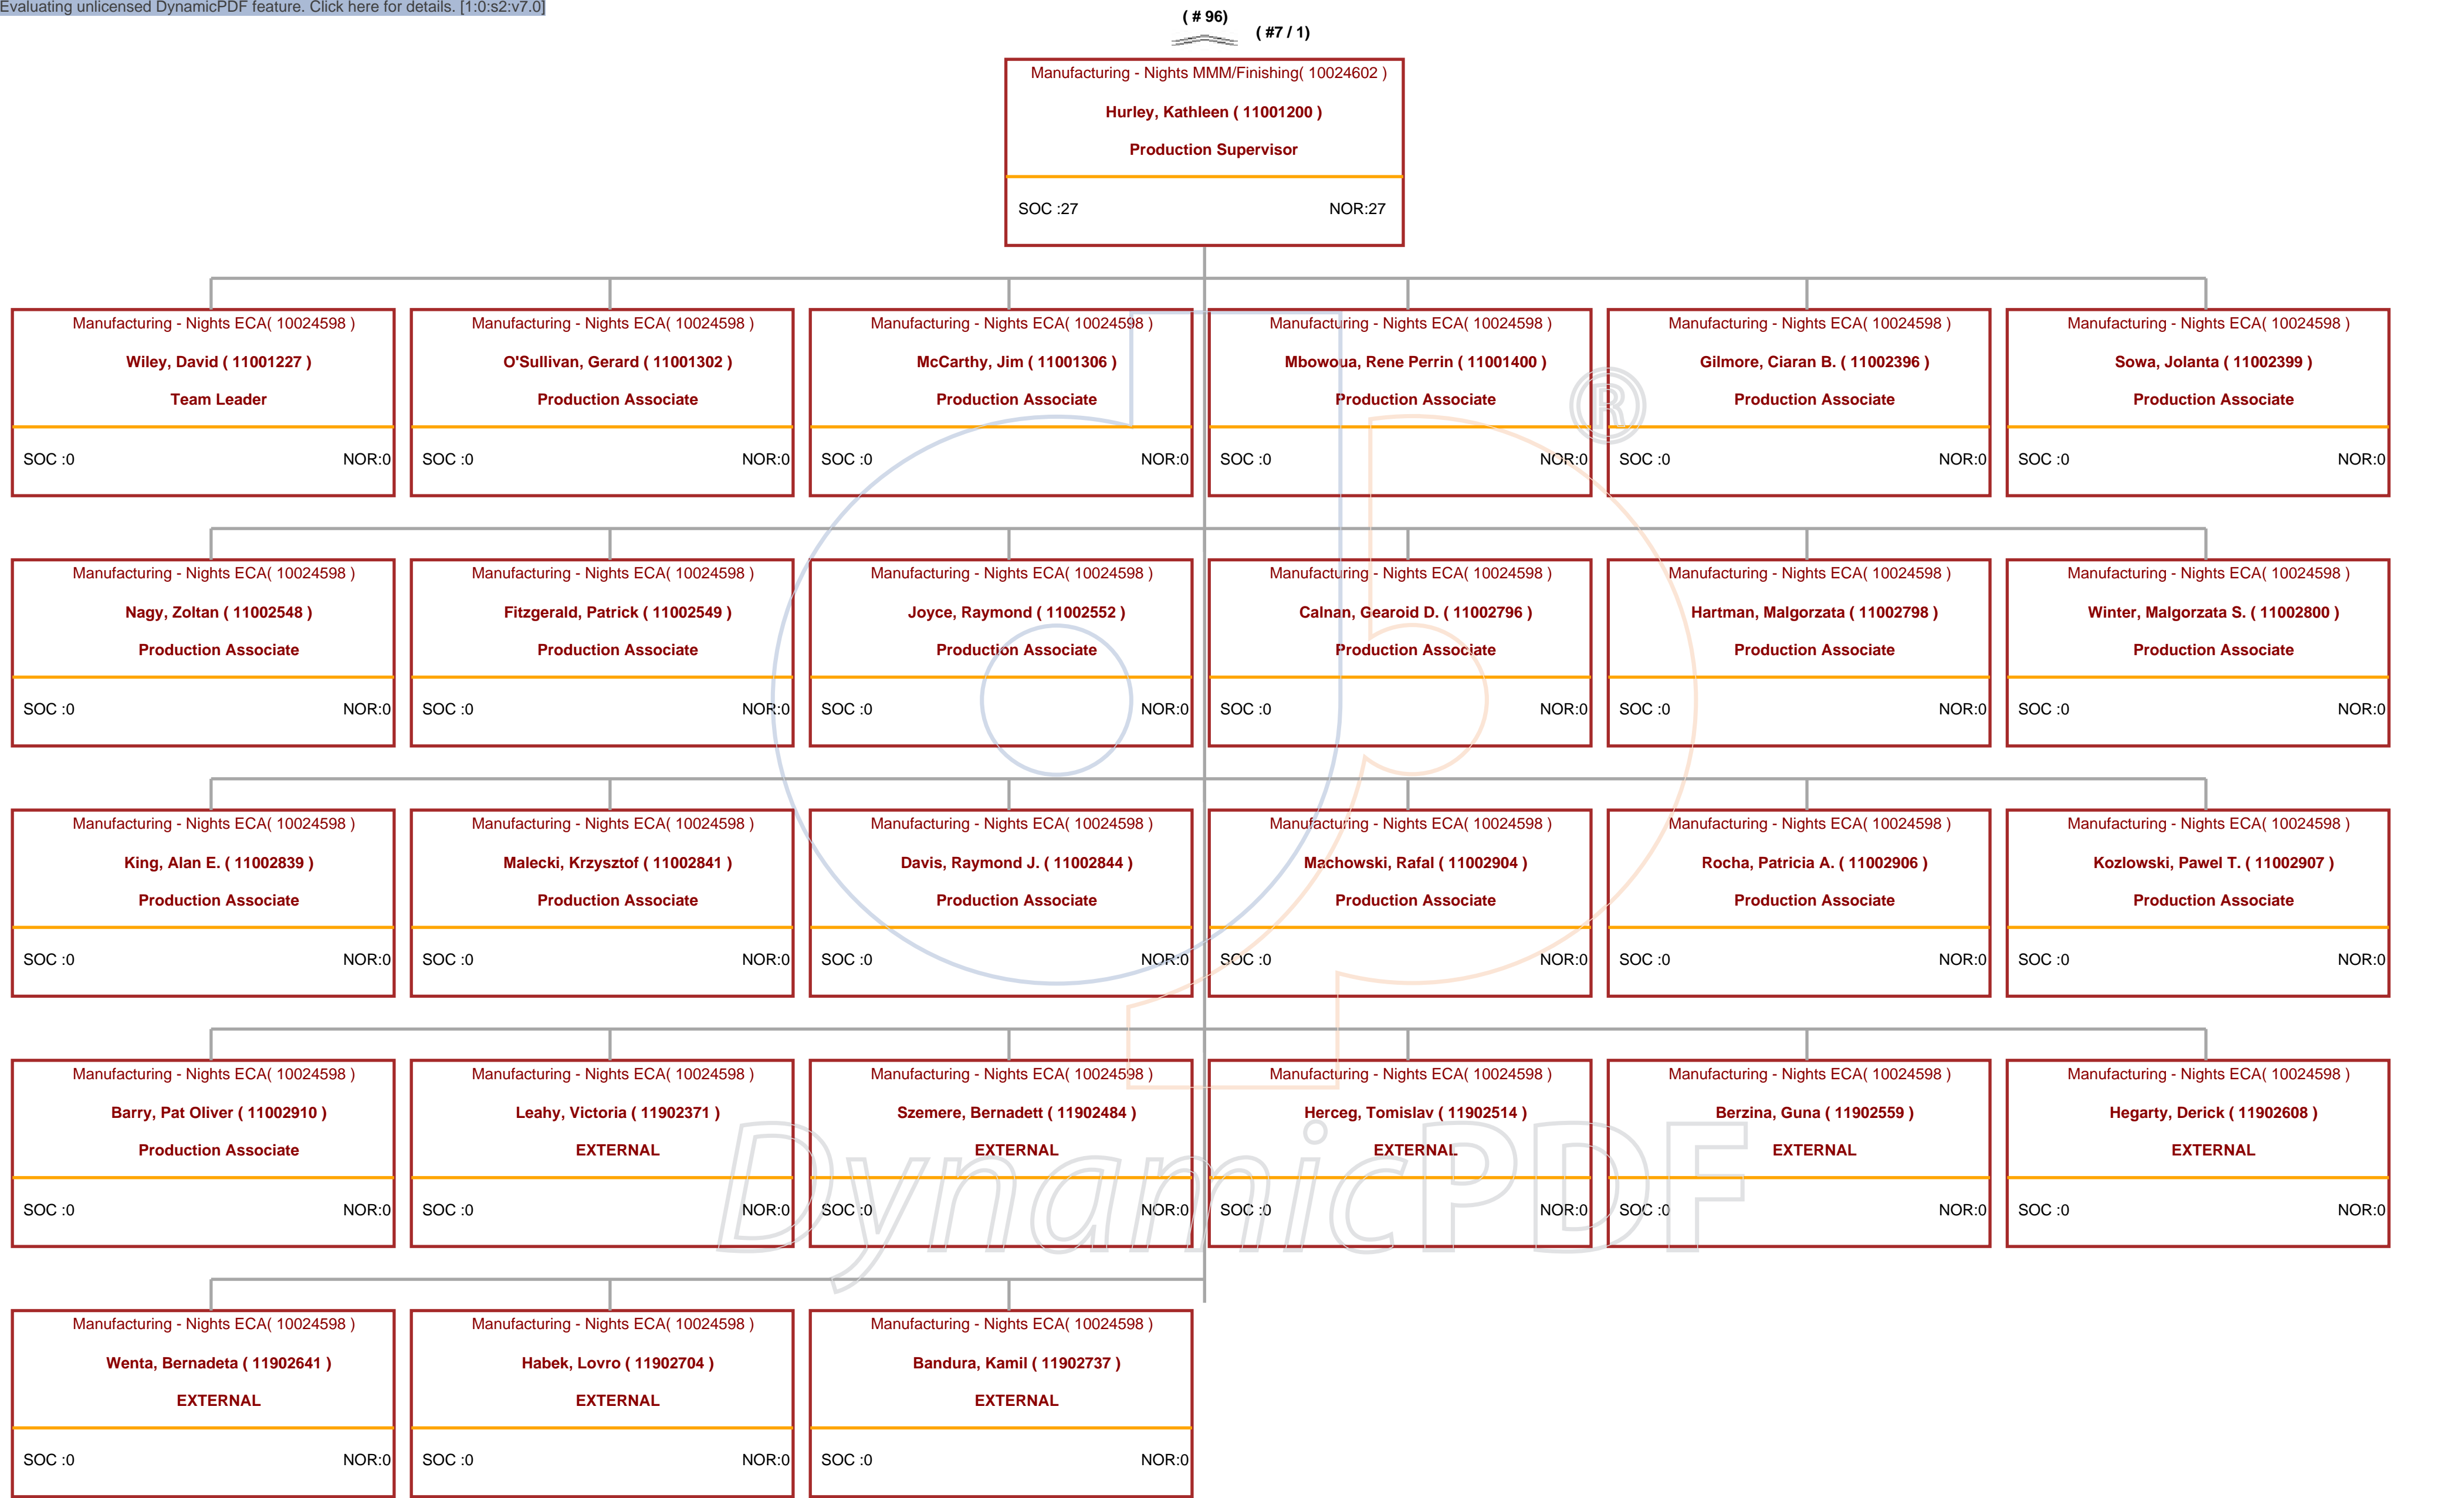 Evaluating unlicensed DynamicPDF feature. Click here for details. [1:0:s2:v7.0]
( # 96)
( #7 / 1)
Manufacturing - Nights MMM/Finishing( 10024602 )
Hurley, Kathleen ( 11001200 )
Production Supervisor
SOC :27 NOR:27
Manufacturing - Nights ECA( 10024598 )
Wiley, David ( 11001227 )
Team Leader
SOC :0 NOR:0
Manufacturing - Nights ECA( 10024598 )
O'Sullivan, Gerard ( 11001302 )
Production Associate
SOC :0 NOR:0
Manufacturing - Nights ECA( 10024598 )
McCarthy, Jim ( 11001306 )
Production Associate
SOC :0 NOR:0
Manufacturing - Nights ECA( 10024598 )
Mbowoua, Rene Perrin ( 11001400 )
Production Associate
SOC :0 NOR:0
Manufacturing - Nights ECA( 10024598 )
Gilmore, Ciaran B. ( 11002396 )
Production Associate
SOC :0 NOR:0
Manufacturing - Nights ECA( 10024598 )
Sowa, Jolanta ( 11002399 )
Production Associate
SOC :0 NOR:0
Manufacturing - Nights ECA( 10024598 )
Nagy, Zoltan ( 11002548 )
Production Associate
SOC :0 NOR:0
Manufacturing - Nights ECA( 10024598 )
Fitzgerald, Patrick ( 11002549 )
Production Associate
SOC :0 NOR:0
Manufacturing - Nights ECA( 10024598 )
Joyce, Raymond ( 11002552 )
Production Associate
SOC :0 NOR:0
Manufacturing - Nights ECA( 10024598 )
Calnan, Gearoid D. ( 11002796 )
Production Associate
SOC :0 NOR:0
Manufacturing - Nights ECA( 10024598 )
Hartman, Malgorzata ( 11002798 )
Production Associate
SOC :0 NOR:0
Manufacturing - Nights ECA( 10024598 )
Winter, Malgorzata S. ( 11002800 )
Production Associate
SOC :0 NOR:0
Manufacturing - Nights ECA( 10024598 )
King, Alan E. ( 11002839 )
Production Associate
SOC :0 NOR:0
Manufacturing - Nights ECA( 10024598 )
Malecki, Krzysztof ( 11002841 )
Production Associate
SOC :0 NOR:0
Manufacturing - Nights ECA( 10024598 )
Davis, Raymond J. ( 11002844 )
Production Associate
SOC :0 NOR:0
Manufacturing - Nights ECA( 10024598 )
Machowski, Rafal ( 11002904 )
Production Associate
SOC :0 NOR:0
Manufacturing - Nights ECA( 10024598 )
Rocha, Patricia A. ( 11002906 )
Production Associate
SOC :0 NOR:0
Manufacturing - Nights ECA( 10024598 )
Kozlowski, Pawel T. ( 11002907 )
Production Associate
SOC :0 NOR:0
Manufacturing - Nights ECA( 10024598 )
Barry, Pat Oliver ( 11002910 )
Production Associate
SOC :0 NOR:0
Manufacturing - Nights ECA( 10024598 )
Leahy, Victoria ( 11902371 )
EXTERNAL
SOC :0 NOR:0
Manufacturing - Nights ECA( 10024598 )
Szemere, Bernadett ( 11902484 )
EXTERNAL
SOC :0 NOR:0
Manufacturing - Nights ECA( 10024598 )
Herceg, Tomislav ( 11902514 )
EXTERNAL
SOC :0 NOR:0
Manufacturing - Nights ECA( 10024598 )
Berzina, Guna ( 11902559 )
EXTERNAL
SOC :0 NOR:0
Manufacturing - Nights ECA( 10024598 )
Hegarty, Derick ( 11902608 )
EXTERNAL
SOC :0 NOR:0
Manufacturing - Nights ECA( 10024598 )
Wenta, Bernadeta ( 11902641 )
EXTERNAL
SOC :0 NOR:0
Manufacturing - Nights ECA( 10024598 )
Habek, Lovro ( 11902704 )
EXTERNAL
SOC :0 NOR:0
Manufacturing - Nights ECA( 10024598 )
Bandura, Kamil ( 11902737 )
EXTERNAL
SOC :0 NOR:0
®
DynamicPDF